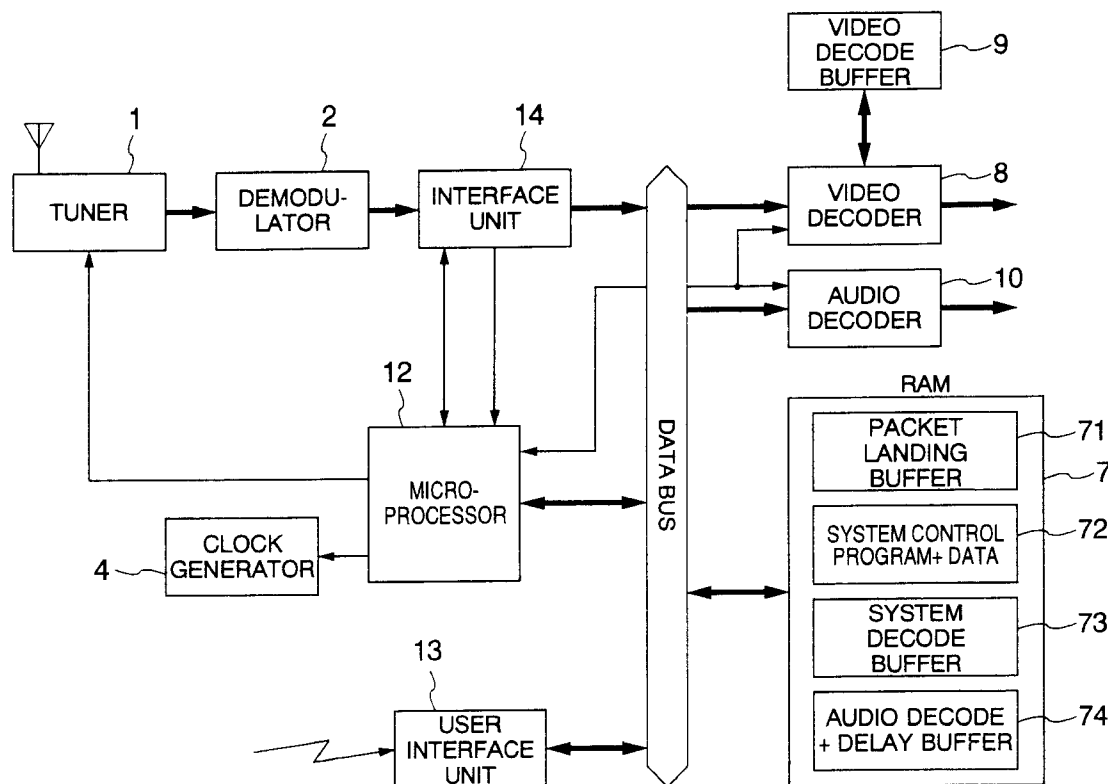 VIDEO
DECODE
BUFFER
9
1
2
14
TUNER
DEMODU-
LATOR
INTERFACE
UNIT
VIDEO
DECODER
8
AUDIO
DECODER
10
12
MICRO-
PROCESSOR
DATA BUS
CLOCK
GENERATOR
4
13
USER
INTERFACE
UNIT
RAM
7
PACKET
LANDING
BUFFER
71
SYSTEM CONTROL
PROGRAM+ DATA
72
SYSTEM
DECODE
BUFFER
73
AUDIO DECODE
+ DELAY BUFFER
74